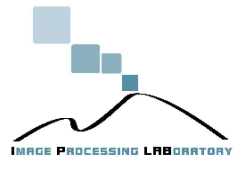 IMAGE PROCESSING LABORATORY